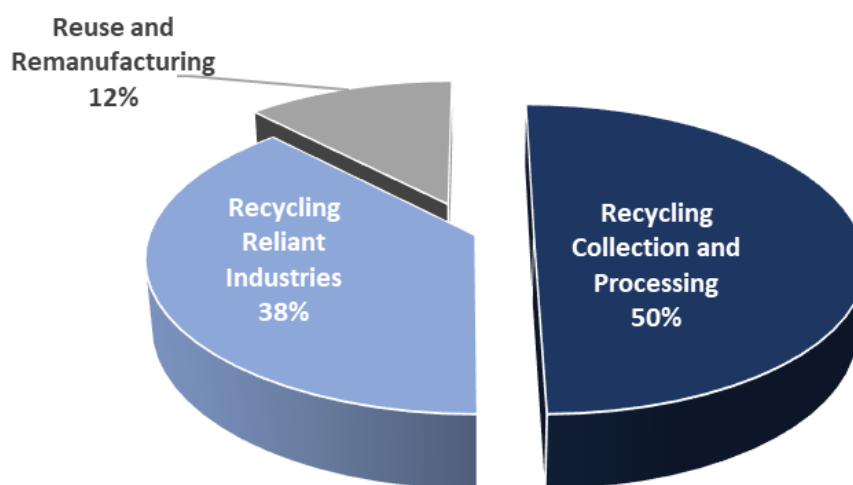 Reuse and
Remanufacturing
12%
Recycling
Reliant
Industries
38%
Recycling
Collection and
Processing
50%